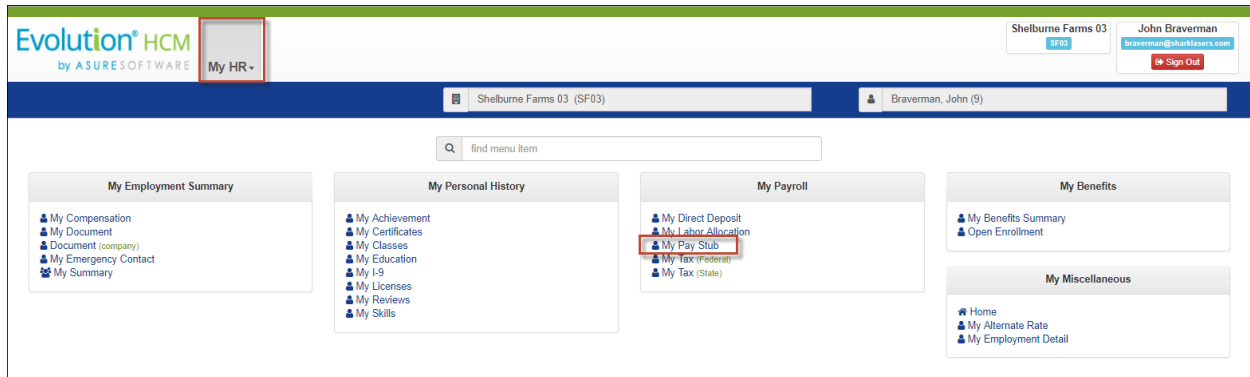 Evolution® HCM
by ASURESOFTWARE
My HR
Shelburne Farms 03
SF03
John Braverman
braverman@sharklasers.com
Sign Out
Shelburne Farms 03 (SF03)
Braverman, John (9)
find menu item
My Employment Summary
My Compensation
My Document
Document (company)
My Emergency Contact
My Summary
My Personal History
My Achievement
My Certificates
My Classes
My Education
My I-9
My Licenses
My Reviews
My Skills
My Payroll
My Direct Deposit
My Labor Allocation
My Pay Stub
My Tax (Federal)
My Tax (State)
My Benefits
My Benefits Summary
Open Enrollment
My Miscellaneous
Home
My Alternate Rate
My Employment Detail